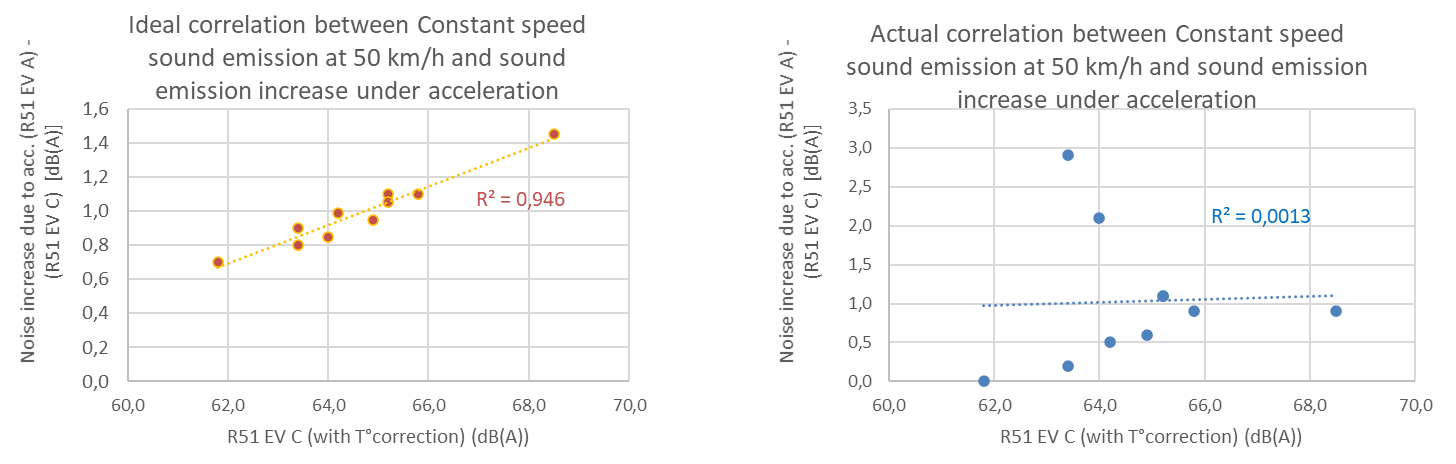 Ideal correlation between Constant speed
sound emission at 50 km/h and sound
emission increase under acceleration
Noise increase due to acc. (R51 EV A) -
(R51 EV C)  [dB(A)]
1,6
1,4
1,2
1,0
0,8
0,6
0,4
0,2
0,0
R² = 0,946
60,0 62,0 64,0 66,0 68,0 70,0
R51 EV C (with T°correction) (dB(A))
Actual correlation between Constant speed
sound emission at 50 km/h and sound emission
increase under acceleration
Noise increase due to acc. (R51 EV A) -
(R51 EV C)  [dB(A)]
3,5
3,0
2,5
2,0
1,5
1,0
0,5
0,0
R² = 0,0013
60,0 62,0 64,0 66,0 68,0 70,0
R51 EV C (with T°correction) (dB(A))